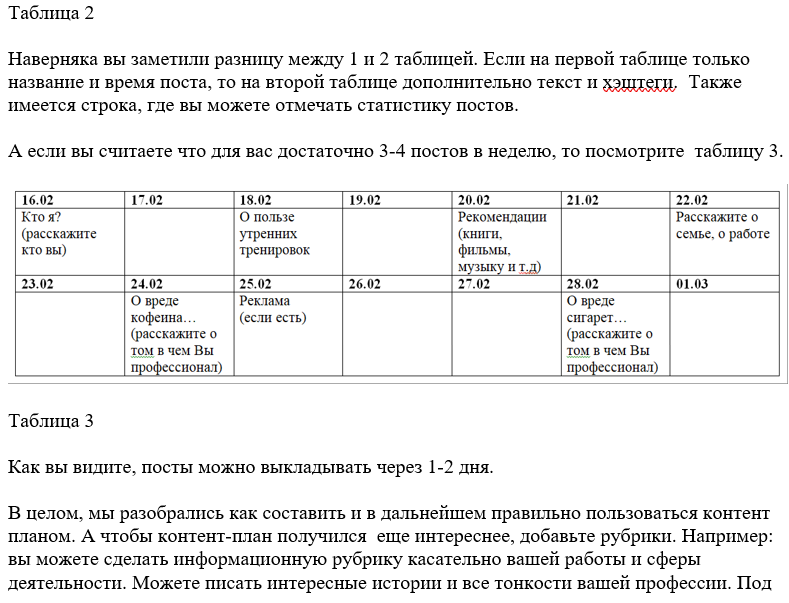 Таблица 2
Наверняка вы заметили разницу между 1 и 2 таблицей. Если на первой таблице только
название и время поста, то на второй таблице дополнительно текст и хэштеги.  Также
имеется строка, где вы можете отмечать статистику постов.
А если вы считаете что для вас достаточно 3-4 постов в неделю, то посмотрите  таблицу 3.
16.02 17.02 18.02 19.02 20.02 21.02 22.02
Кто я? О пользе Рекомендации Расскажите о
(расскажите утренних (книги, семье, о работе
кто вы) тренировок фильмы,
музыку и т.д)
23.02 24.02 25.02 26.02 27.02 28.02 01.03
О вреде Реклама О вреде
кофеина… (если есть) сигарет…
(расскажите о (расскажите о
том в чем Вы том в чем Вы
профессионал) профессионал)
Таблица 3
Как вы видите, посты можно выкладывать через 1-2 дня.
В целом, мы разобрались как составить и в дальнейшем правильно пользоваться контент
планом. А чтобы контент-план получился  еще интереснее, добавьте рубрики. Например:
вы можете сделать информационную рубрику касательно вашей работы и сферы
деятельности. Можете писать интересные истории и все тонкости вашей профессии. Под